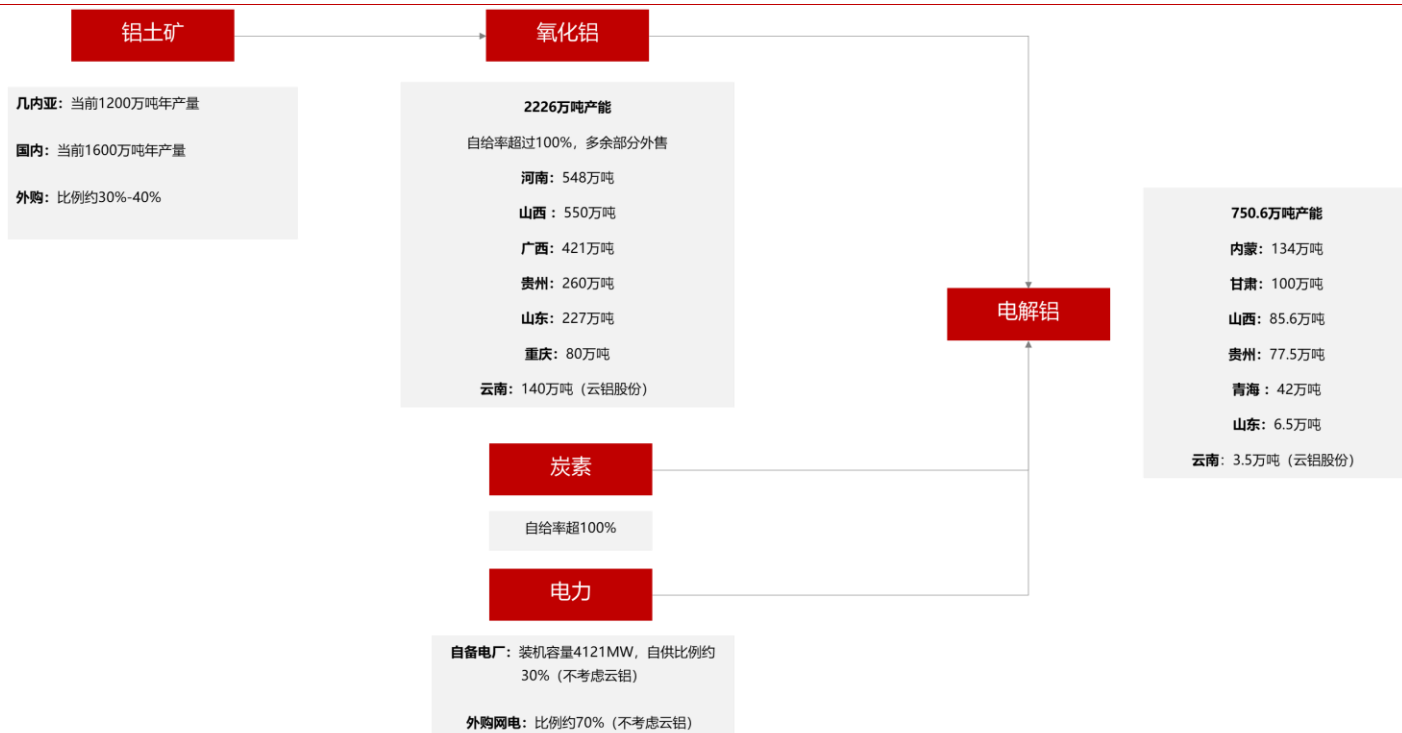 铝土矿
几内亚：当前1200万吨年产量
国内：当前1600万吨年产量
外购：比例约30%-40%
氧化铝
2226万吨产能
自给率超过100%，多余部分外售
河南：548万吨
山西 ：550万吨
广西：421万吨
贵州：260万吨
山东：227万吨
重庆：80万吨
云南：140万吨（云铝股份）
炭素
自给率超100%
电力
自备电厂：装机容量4121MW，自供比例约
30%（不考虑云铝）
外购网电：比例约70%（不考虑云铝）
电解铝
750.6万吨产能
内蒙：134万吨
甘肃：100万吨
山西：85.6万吨
贵州：77.5万吨
青海 ：42万吨
山东：6.5万吨
云南：3.5万吨（云铝股份）